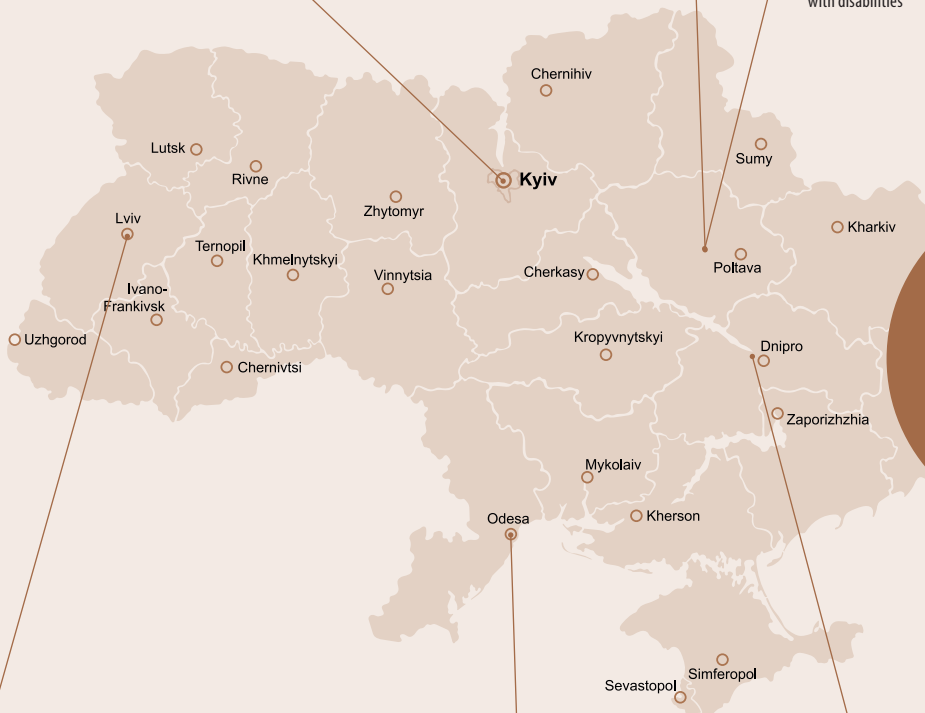 with disabilities
Chernihiv
Lutsk
Sumy
Rivne
Kyiv
Zhytomyr
Lviv
Kharkiv
Ternopil
Khmelnytskyi
Poltava
Cherkasy
Vinnytsia
Ivano-
Frankivsk
Uzhgorod
Kropyvnytskyi
Dnipro
Chernivtsi
Zaporizhzhia
Mykolaiv
Odesa
Kherson
Simferopol
Sevastopol